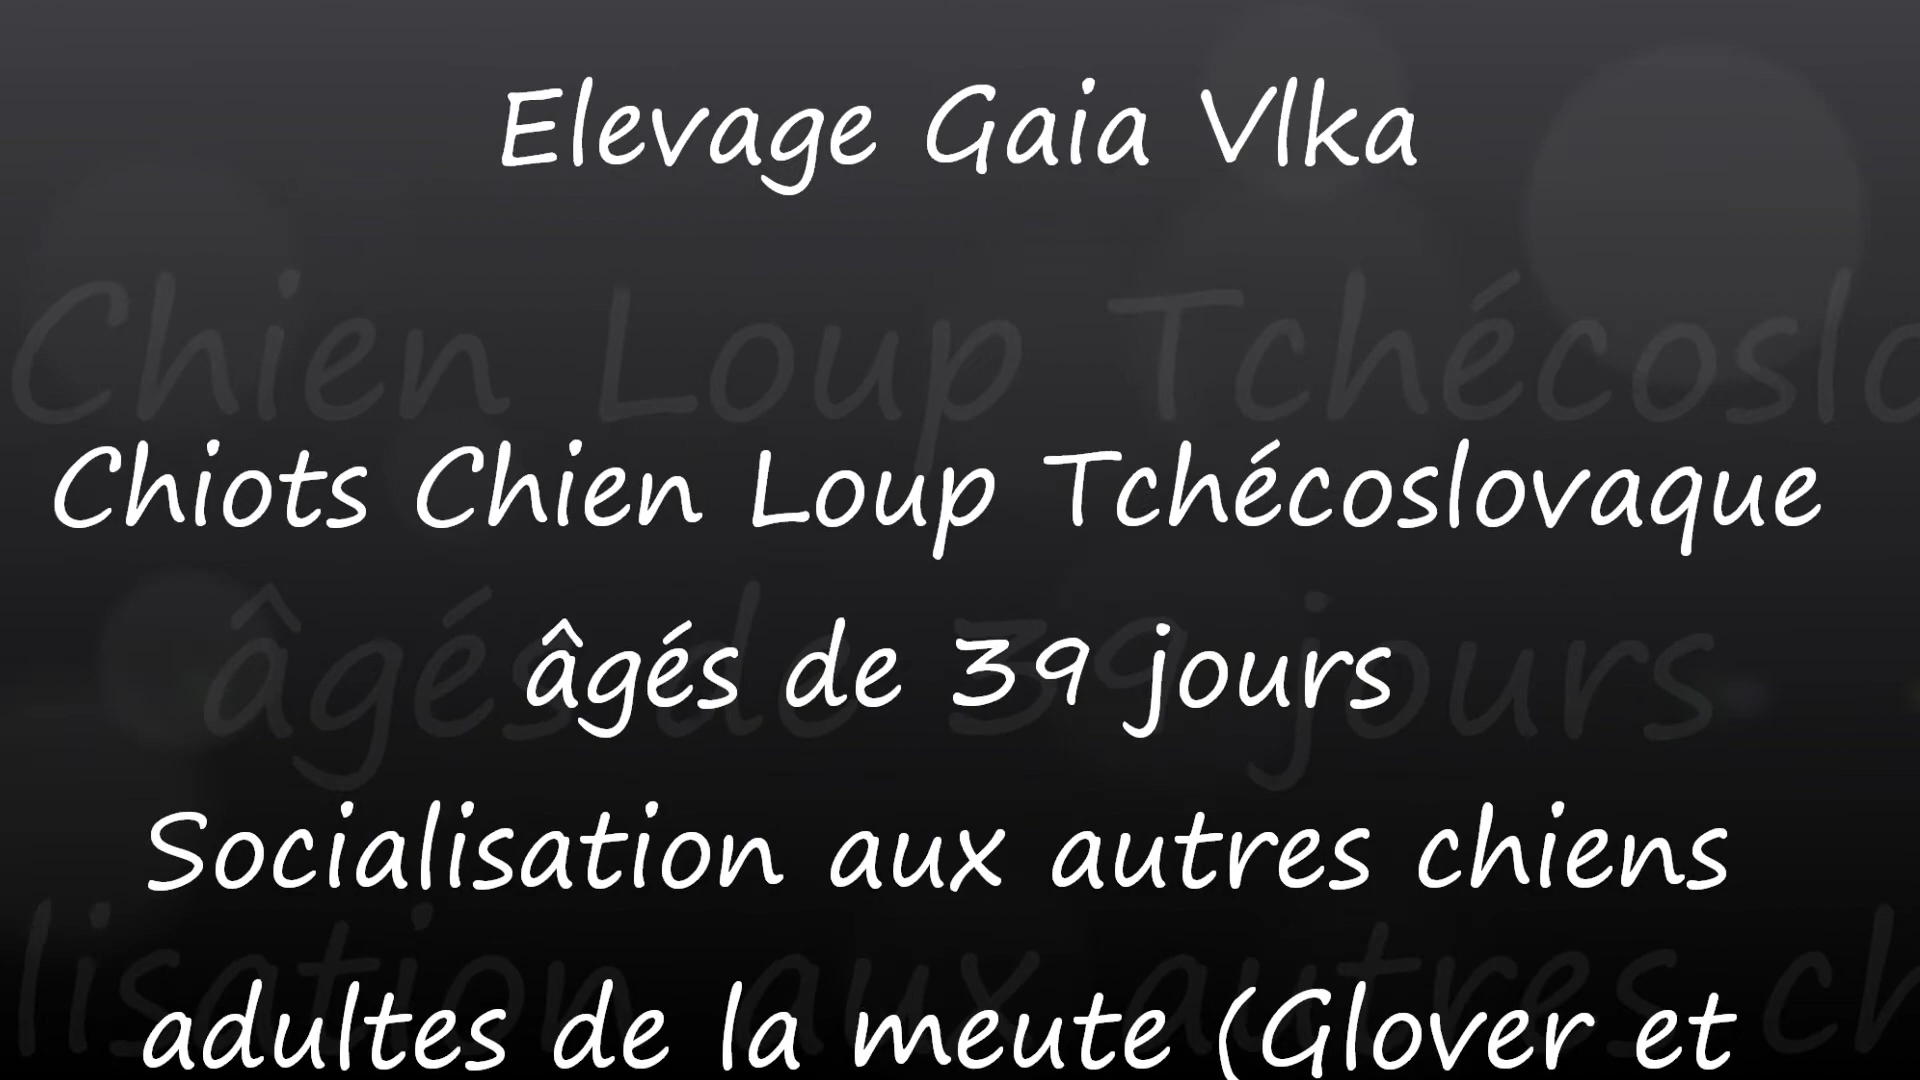 Elevage Gaia Vlka
Chiots Chien Loup Tchécoslovaque
âgés de 39 jours
Socialisation aux autres chiens
adultes de la meute (Glover et